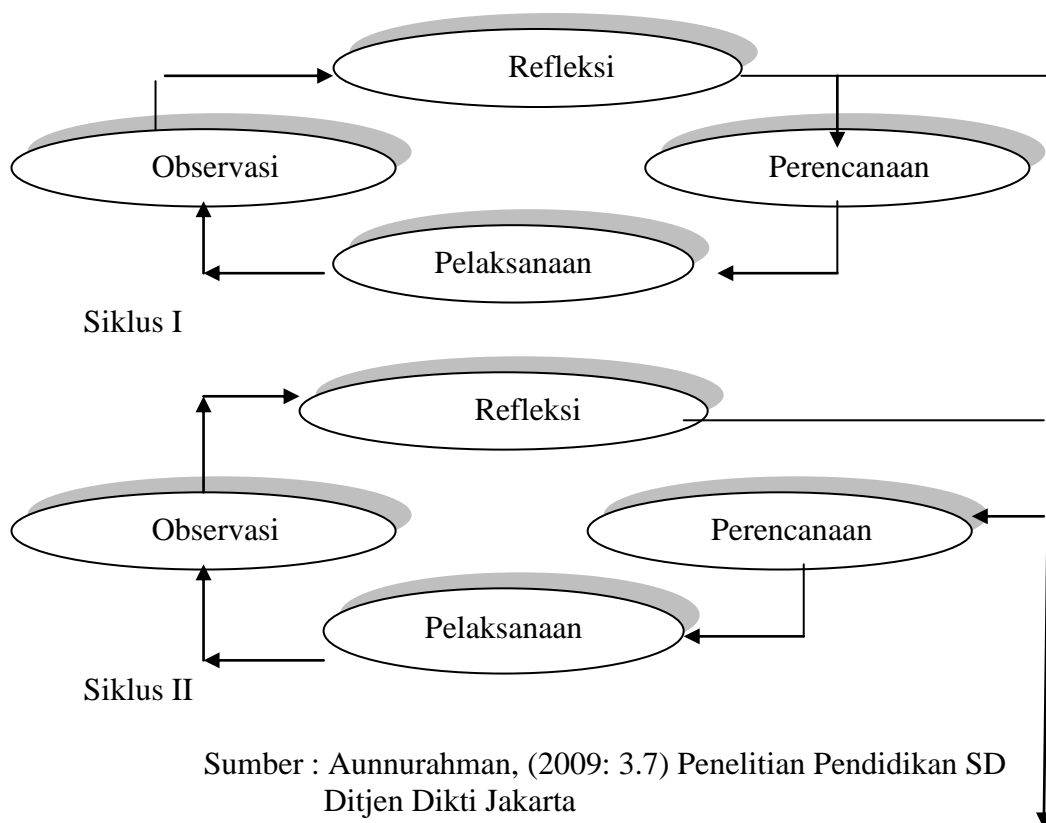 Refleksi
Observasi
Perencanaan
Pelaksanaan
Siklus I
Refleksi
Observasi
Perencanaan
Pelaksanaan
Siklus II
Sumber : Aunnurahman, (2009: 3.7) Penelitian Pendidikan SD
Ditjen Dikti Jakarta